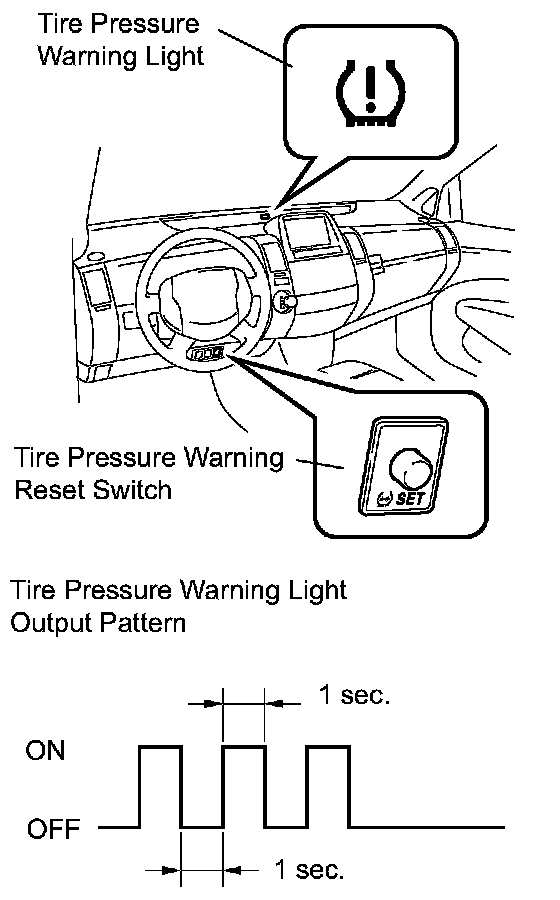 Tire Pressure
Warning Light
Tire Pressure Warning
Reset Switch
SET
Tire Pressure Warning Light
Output Pattern
1 sec.
ON
OFF
1 sec.